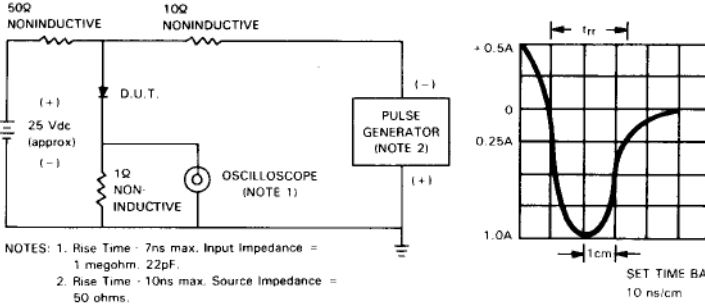 50Ω
NONINDUCTIVE
10Ω
NONINDUCTIVE
D.U.T.
(+)
25 Vdc
(approx)
(-)
1Ω
NON-
INDUCTIVE
OSCILLOSCOPE
(NOTE 1)
(-)
PULSE
GENERATOR
(NOTE 2)
(+)
trr
+0.5A
0
0.25A
1.0A
1cm
SET TIME BA
10 ns/cm
NOTES: 1. Rise Time - 7ns max. Input Impedance =
1 megohm. 22pF.
2. Rise Time - 10ns max. Source Impedance =
50 ohms.